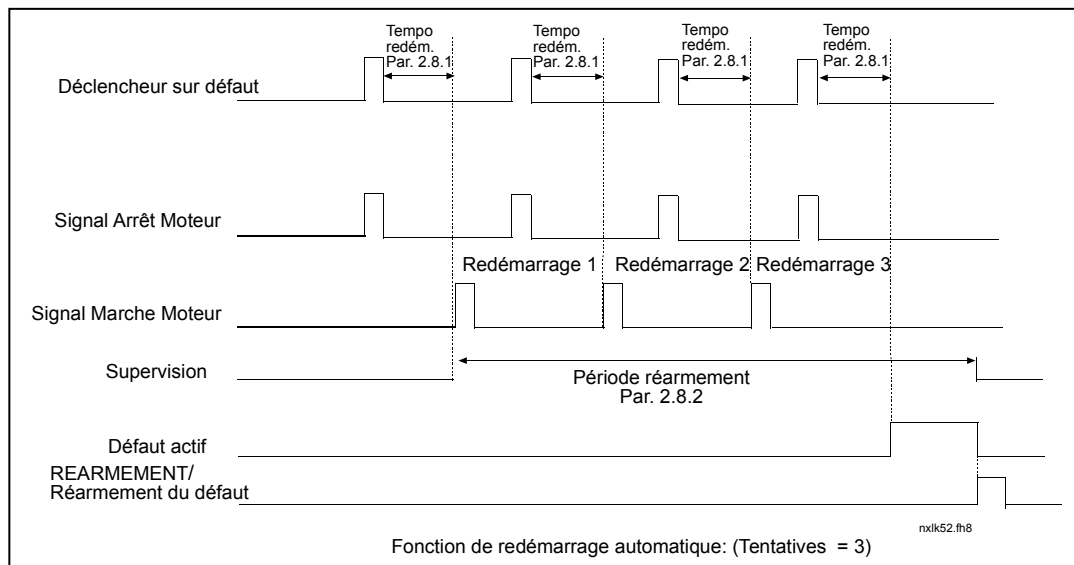 Tempo
redém.
Par. 2.8.1
Tempo
redém.
Par. 2.8.1
Tempo
redém.
Par. 2.8.1
Tempo
redém.
Par. 2.8.1
Déclencheur sur défaut
Signal Arrêt Moteur
Redémarrage 1
Redémarrage 2
Redémarrage 3
Signal Marche Moteur
Supervision
Période réarmement
Par. 2.8.2
Défaut actif
REARMEMENT/
Réarmement du défaut
nxlk52.fh8
Fonction de redémarrage automatique: (Tentatives = 3)